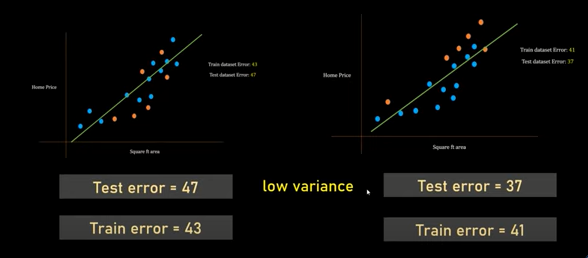 Train dataset Error: 43
Test dataset Error: 47
Home Price
Square ft area
Train dataset Error: 41
Test dataset Error: 37
Home Price
Square ft area
Test error = 47
low variance
Test error = 37
Train error = 43
Train error = 41